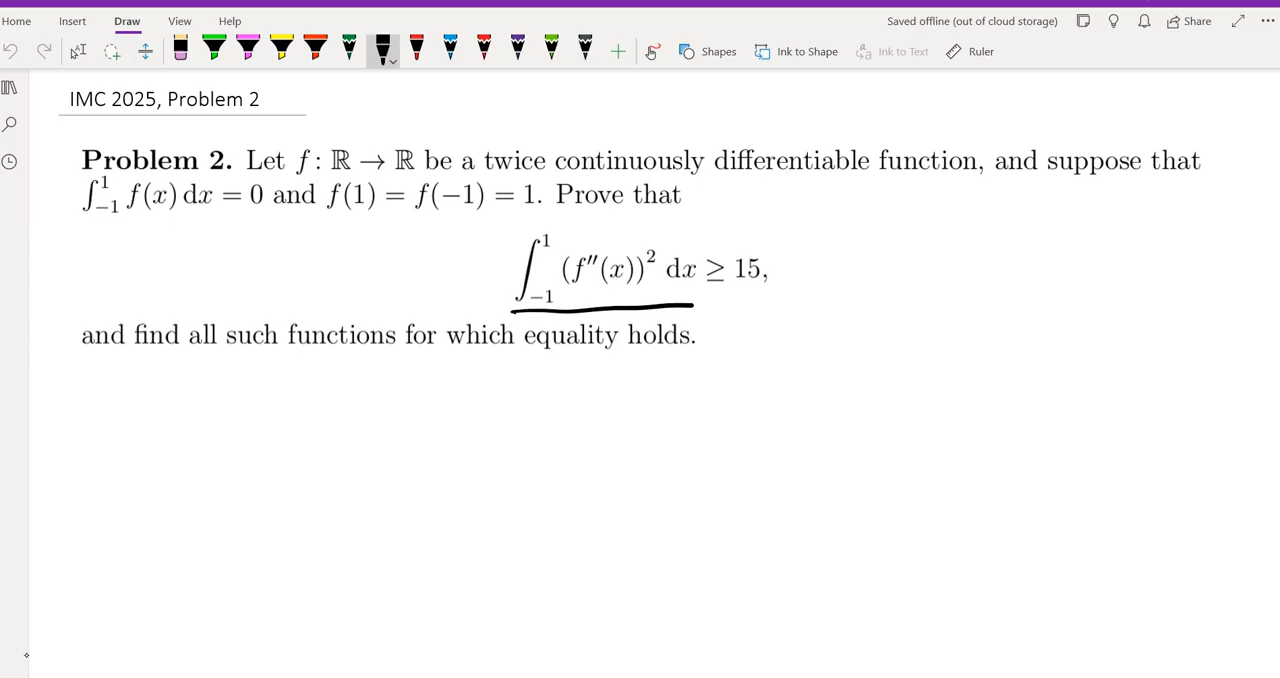 Home Insert Draw View Help Saved offline (out of cloud storage) Share
Shapes Ink to Shape Ink to Text Ruler
IMC 2025, Problem 2
Problem 2. Let f: ℝ → ℝ be a twice continuously differentiable function, and suppose that
∫_{-1}^{1} f(x) dx = 0 and f(1) = f(−1) = 1. Prove that
∫_{-1}^{1} (f″(x))² dx ≥ 15,
and find all such functions for which equality holds.